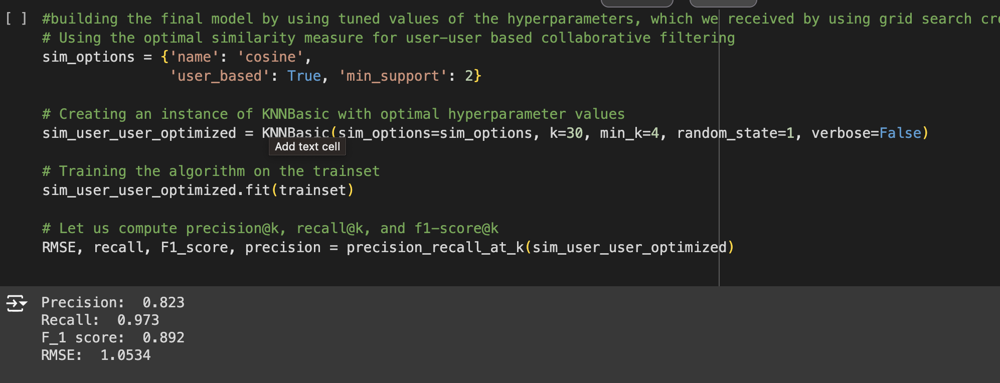 [ ] #building the final model by using tuned values of the hyperparameters, which we received by using grid search
# Using the optimal similarity measure for user-user based collaborative filtering
sim_options = {'name': 'cosine',
'user_based': True, 'min_support': 2}
# Creating an instance of KNNBasic with optimal hyperparameter values
sim_user_user_optimized = KNNBasic(sim_options=sim_options, k=30, min_k=4, random_state=1, verbose=False)
Add text cell
# Training the algorithm on the trainset
sim_user_user_optimized.fit(trainset)
# Let us compute precision@k, recall@k, and f1-score@k
RMSE, recall, F1_score, precision = precision_recall_at_k(sim_user_user_optimized)
Precision:  0.823
Recall:  0.973
F_1 score:  0.892
RMSE:  1.0534